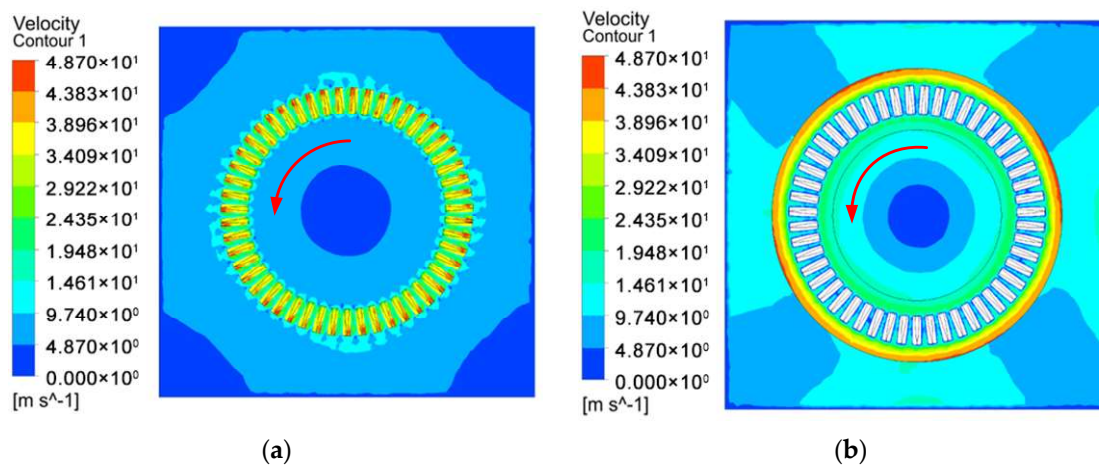 Velocity
Contour 1
4.870×10¹
4.383×10¹
3.896×10¹
3.409×10¹
2.922×10¹
2.435×10¹
1.948×10¹
1.461×10¹
9.740×10⁰
4.870×10⁰
0.000×10⁰
[m s^-1]
(a)
Velocity
Contour 1
4.870×10¹
4.383×10¹
3.896×10¹
3.409×10¹
2.922×10¹
2.435×10¹
1.948×10¹
1.461×10¹
9.740×10⁰
4.870×10⁰
0.000×10⁰
[m s^-1]
(b)